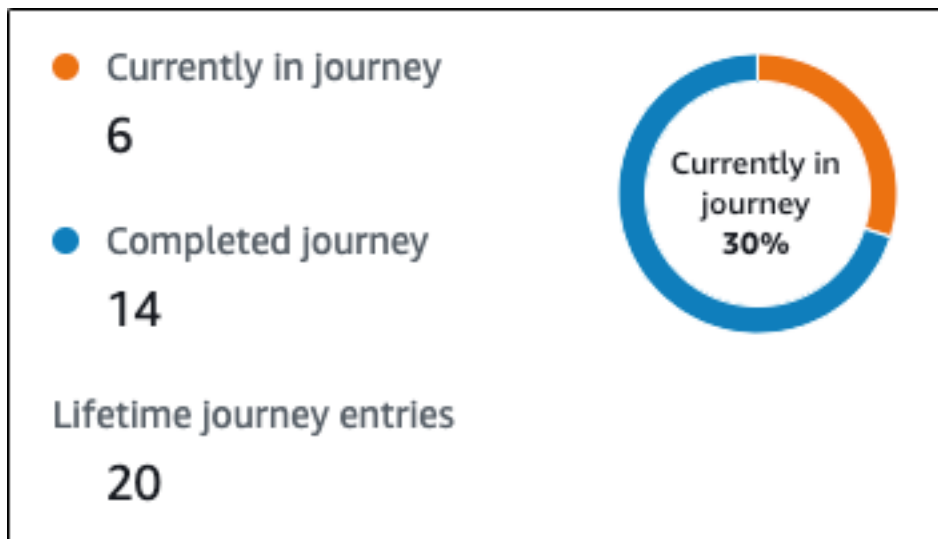 Currently in journey
6
Completed journey
14
Lifetime journey entries
20
Currently in
journey
30%